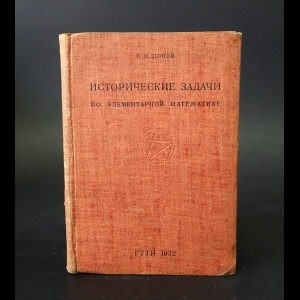 Г. Н. ПОПОВ
ИСТОРИЧЕСКИЕ ЗАДАЧИ
ПО ЭЛЕМЕНТАРНОЙ МАТЕМАТИКЕ
ГТТИ 1932